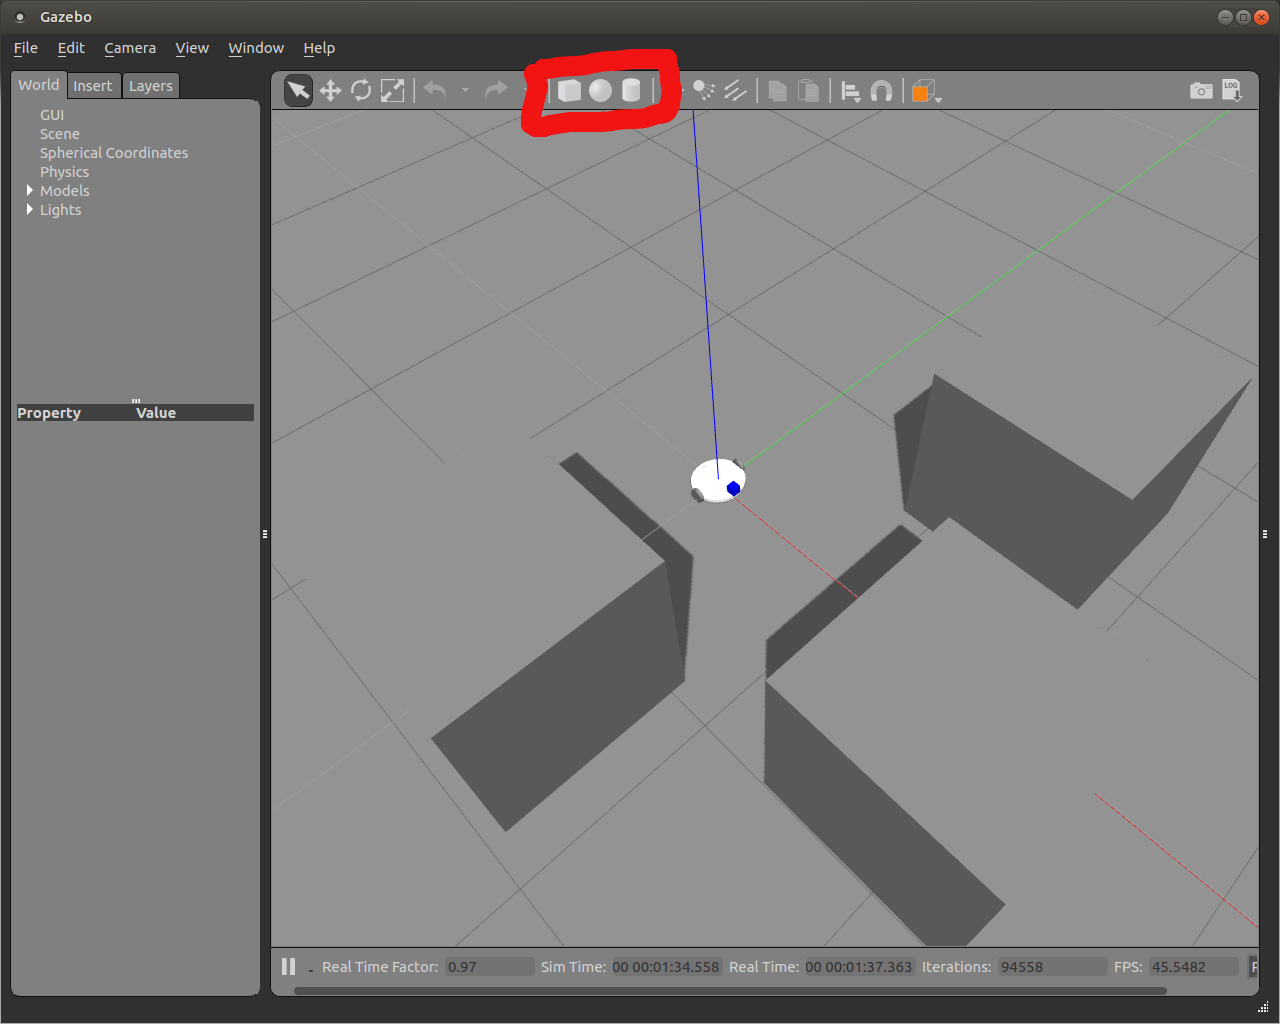 Gazebo
File Edit Camera View Window Help
World Insert Layers
LOG
GUI
Scene
Spherical Coordinates
Physics
Models
Lights
Property Value
Real Time Factor: 0.97 Sim Time: 00 00:01:34.558 Real Time: 00 00:01:37.363 Iterations: 94558 FPS: 45.5482